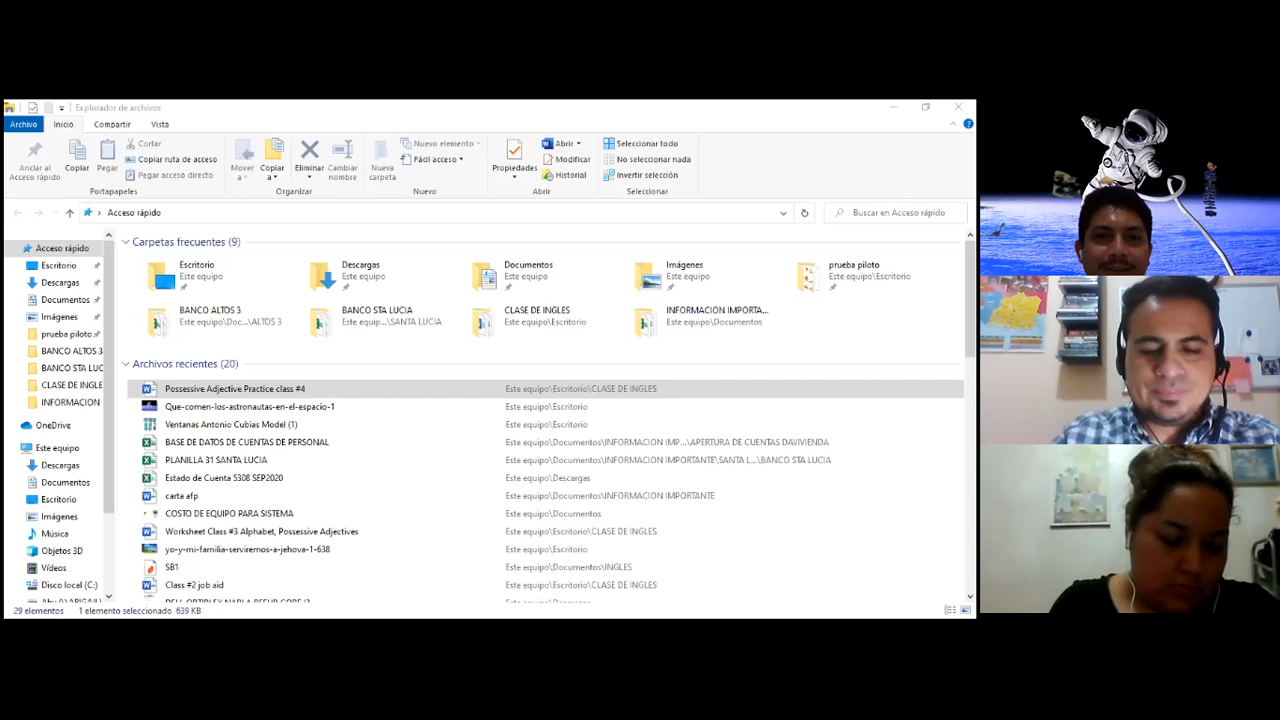 Explorador de archivos
Archivo Inicio Compartir Vista
Anclar al Acceso rápido
Copiar
Pegar
Cortar
Copiar ruta de acceso
Pegar acceso directo
Portapapeles
Mover a
Copiar a
Eliminar
Cambiar nombre
Organizar
Nueva carpeta
Nuevo elemento
Fácil acceso
Nuevo
Propiedades
Abrir
Modificar
Historial
Abrir
Seleccionar todo
No seleccionar nada
Invertir selección
Seleccionar
Acceso rápido
Buscar en Acceso rápido
Acceso rápido
Escritorio
Descargas
Documentos
Imágenes
prueba piloto
BANCO ALTOS 3
BANCO STA LUC
CLASE DE INGLE
INFORMACION
OneDrive
Este equipo
Descargas
Documentos
Escritorio
Imágenes
Música
Objetos 3D
Vídeos
Disco local (C:)
Carpetas frecuentes (9)
Escritorio
Este equipo
Descargas
Este equipo
Documentos
Este equipo
Imágenes
Este equipo
prueba piloto
Este equipo\Escritorio
BANCO ALTOS 3
Este equipo\Doc...\ALTOS 3
BANCO STA LUCIA
Este equip...\SANTA LUCIA
CLASE DE INGLES
Este equipo\Escritorio
INFORMACION IMPORTA...
Este equipo\Documentos
Archivos recientes (20)
Possessive Adjective Practice class #4 Este equipo\Escritorio\CLASE DE INGLES
Que-comen-los-astronautas-en-el-espacio-1 Este equipo\Escritorio
Ventanas Antonio Cubias Model (1) Este equipo\Escritorio
BASE DE DATOS DE CUENTAS DE PERSONAL Este equipo\Documentos\INFORMACION IMP...\APERTURA DE CUENTAS DAVIVIENDA
PLANILLA 31 SANTA LUCIA Este equipo\Documentos\INFORMACION IMPORTANTE\SANTA L...\BANCO STA LUCIA
Estado de Cuenta 5308 SEP2020 Este equipo\Descargas
carta afp Este equipo\Documentos\INFORMACION IMPORTANTE
COSTO DE EQUIPO PARA SISTEMA Este equipo\Documentos
Worksheet Class #3 Alphabet, Possessive Adjectives Este equipo\Escritorio\CLASE DE INGLES
yo-y-mi-familia-serviremos-a-jehova-1-638 Este equipo\Escritorio
SB1 Este equipo\Documentos\INGLES
Class #2 job aid Este equipo\Escritorio\CLASE DE INGLES
29 elementos 1 elemento seleccionado 639 KB